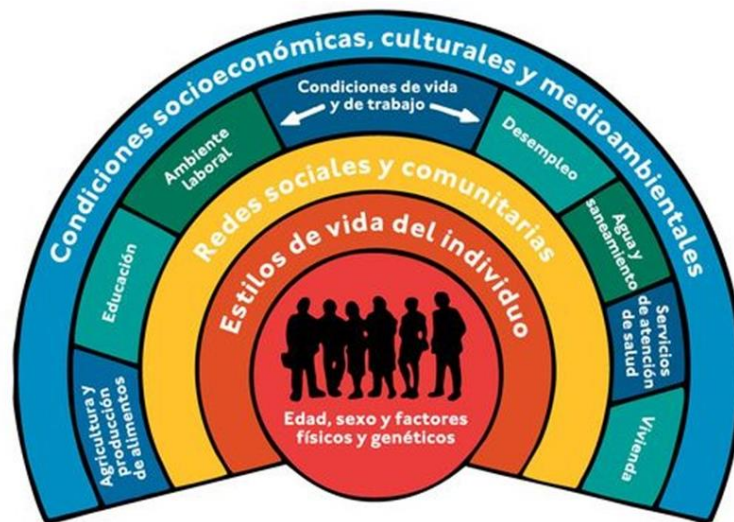 Condiciones socioeconómicas, culturales y medioambientales
Condiciones de vida
y de trabajo
Agricultura y
producción
de alimentos
Educación
Ambiente
laboral
Desempleo
Agua y
saneamiento
Servicios
de atención
de salud
Vivienda
Redes sociales y comunitarias
Estilos de vida del individuo
Edad, sexo y factores
físicos y genéticos